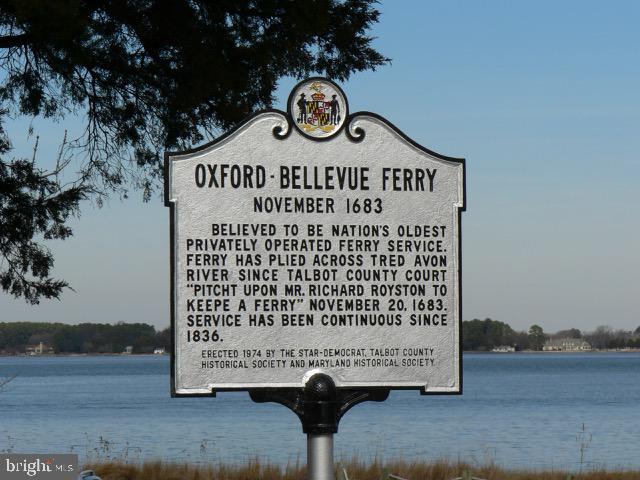 OXFORD-BELLEVUE FERRY
NOVEMBER 1683
BELIEVED TO BE NATION'S OLDEST
PRIVATELY OPERATED FERRY SERVICE.
FERRY HAS PLIED ACROSS TRED AVON
RIVER SINCE TALBOT COUNTY COURT
"PITCHT UPON MR. RICHARD ROYSTON TO
KEEPE A FERRY" NOVEMBER 20, 1683.
SERVICE HAS BEEN CONTINUOUS SINCE
1836.
ERECTED 1974 BY THE STAR-DEMOCRAT, TALBOT COUNTY
HISTORICAL SOCIETY AND MARYLAND HISTORICAL SOCIETY.
bright MLS